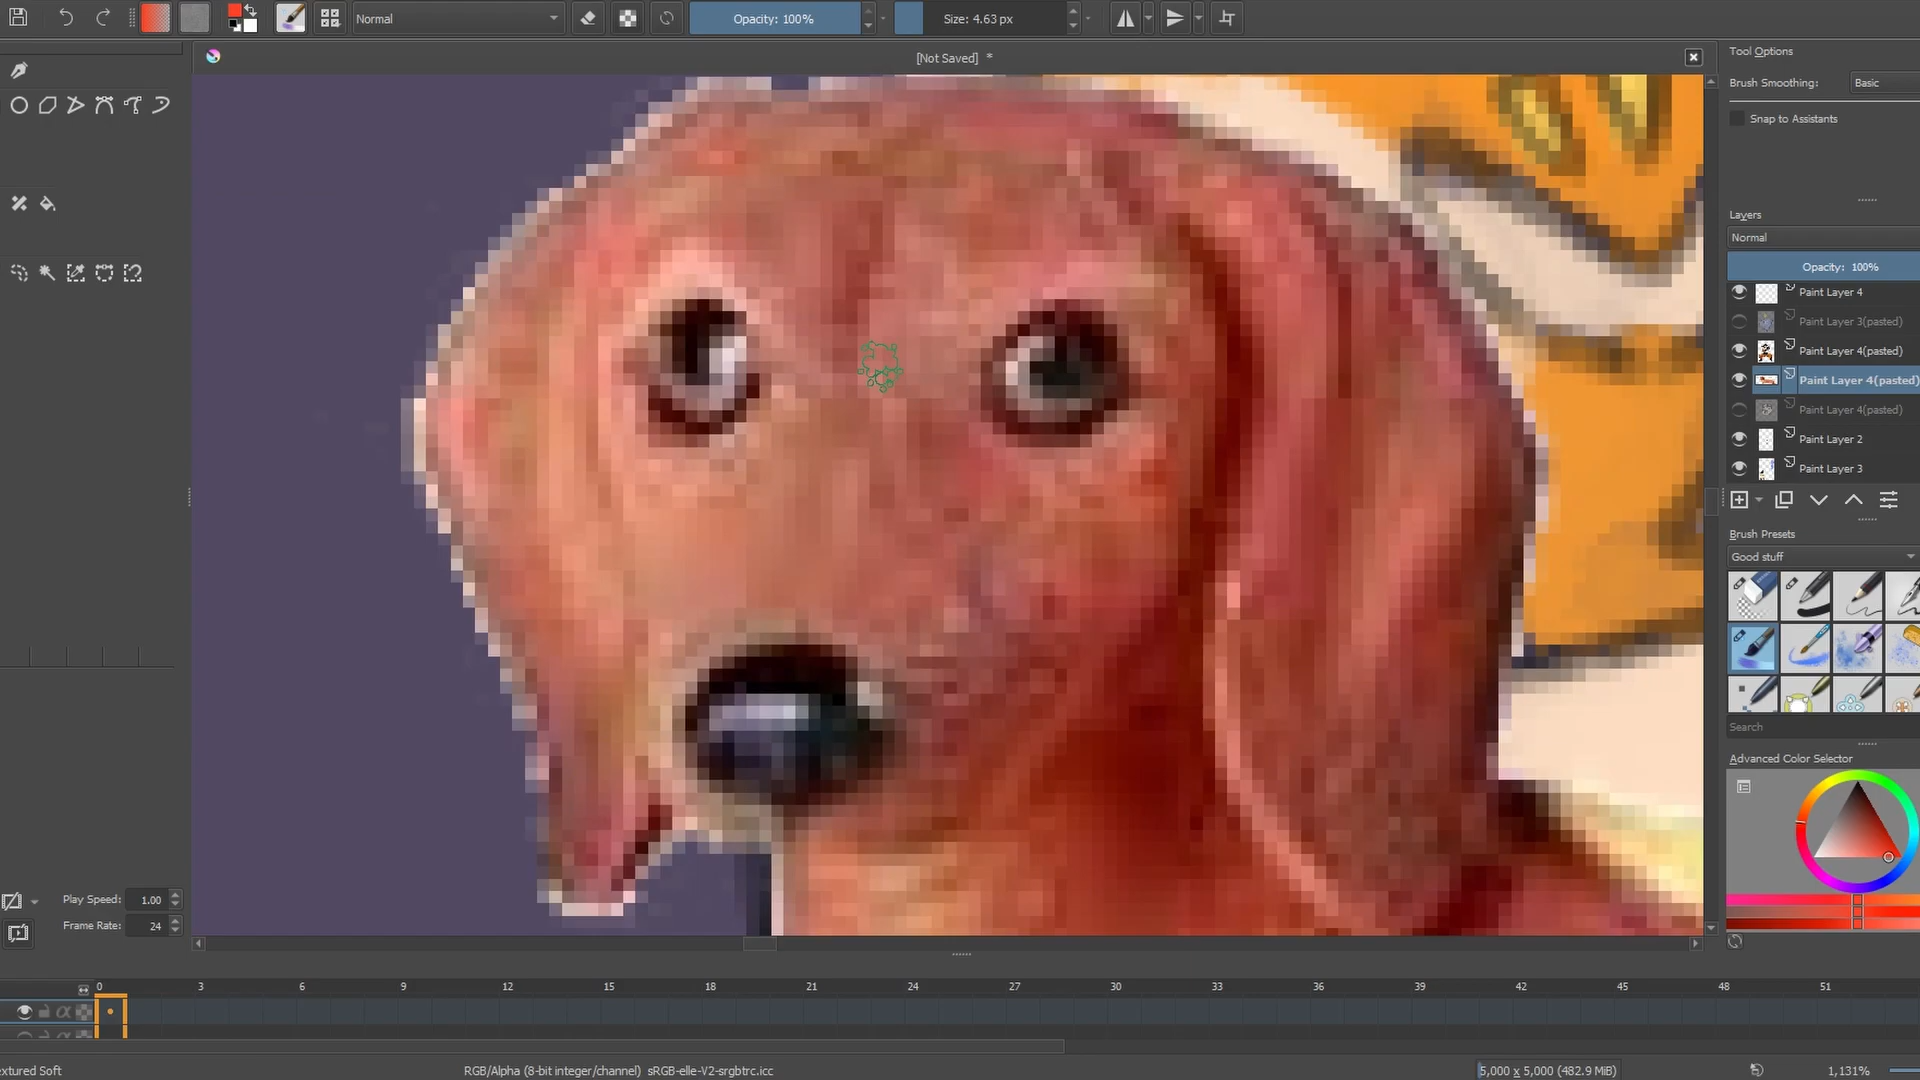 Normal
Opacity: 100%
Size: 4.63 px
[Not Saved] *
Tool Options
Brush Smoothing:
Basic
Snap to Assistants
Layers
Normal
Opacity: 100%
Paint Layer 4
Paint Layer 3(pasted)
Paint Layer 4(pasted)
Paint Layer 4(pasted)
Paint Layer 4(pasted)
Paint Layer 2
Paint Layer 3
Brush Presets
Good stuff
Search
Advanced Color Selector
Play Speed: 1.00
Frame Rate: 24
0 3 6 9 12 15 18 21 24 27 30 33 36 39 42 45 48 51
extured Soft
RGB/Alpha (8-bit integer/channel) sRGB-elle-V2-srgbtrc.icc
5,000 x 5,000 (482.9 MiB)
1,131%